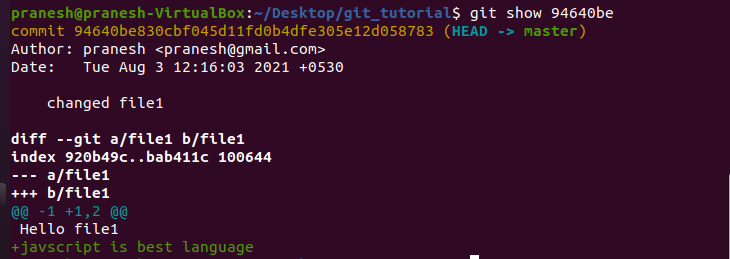 pranesh@pranesh-VirtualBox:~/Desktop/git_tutorial$ git show 94640be
commit 94640be830cbf045d11fd0b4dfe305e12d058783 (HEAD -> master)
Author: pranesh <pranesh@gmail.com>
Date:   Tue Aug 3 12:16:03 2021 +0530
    changed file1
diff --git a/file1 b/file1
index 920b49c..bab411c 100644
--- a/file1
+++ b/file1
@@ -1 +1,2 @@
 Hello file1
+javscript is best language